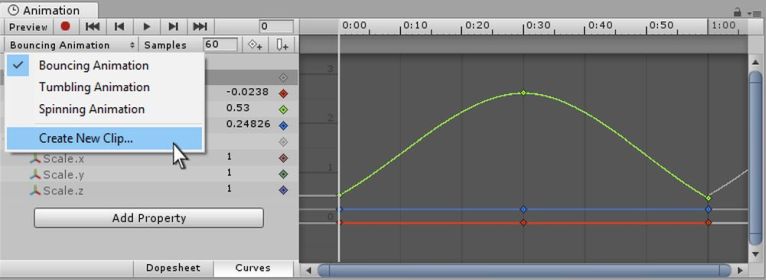 Animation
Preview 0 0:00 0:10 0:20 0:30 0:40 0:50 1:00
Bouncing Animation Samples 60
Bouncing Animation
Tumbling Animation
Spinning Animation
Create New Clip...
-0.0238
0.53
0.24826
Scale.x 1
Scale.y 1
Scale.z 1
Add Property
3
2
1
0
Dopesheet Curves